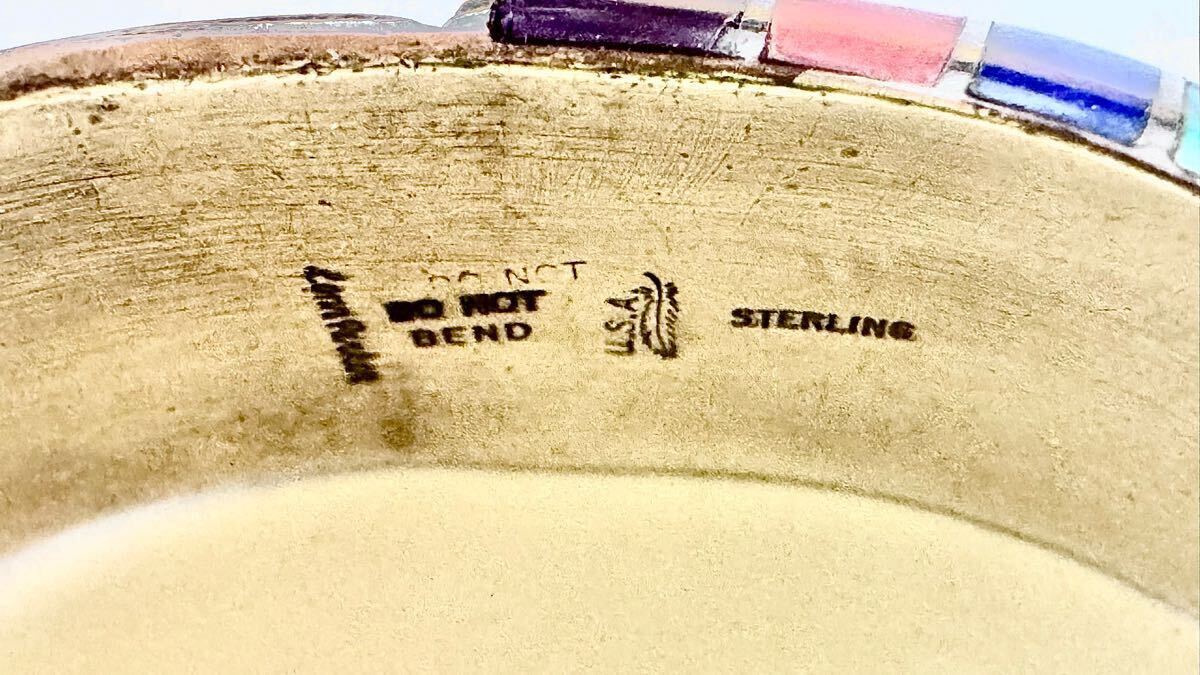 DO NOT
DO NOT
BEND
U.S.A.
STERLING